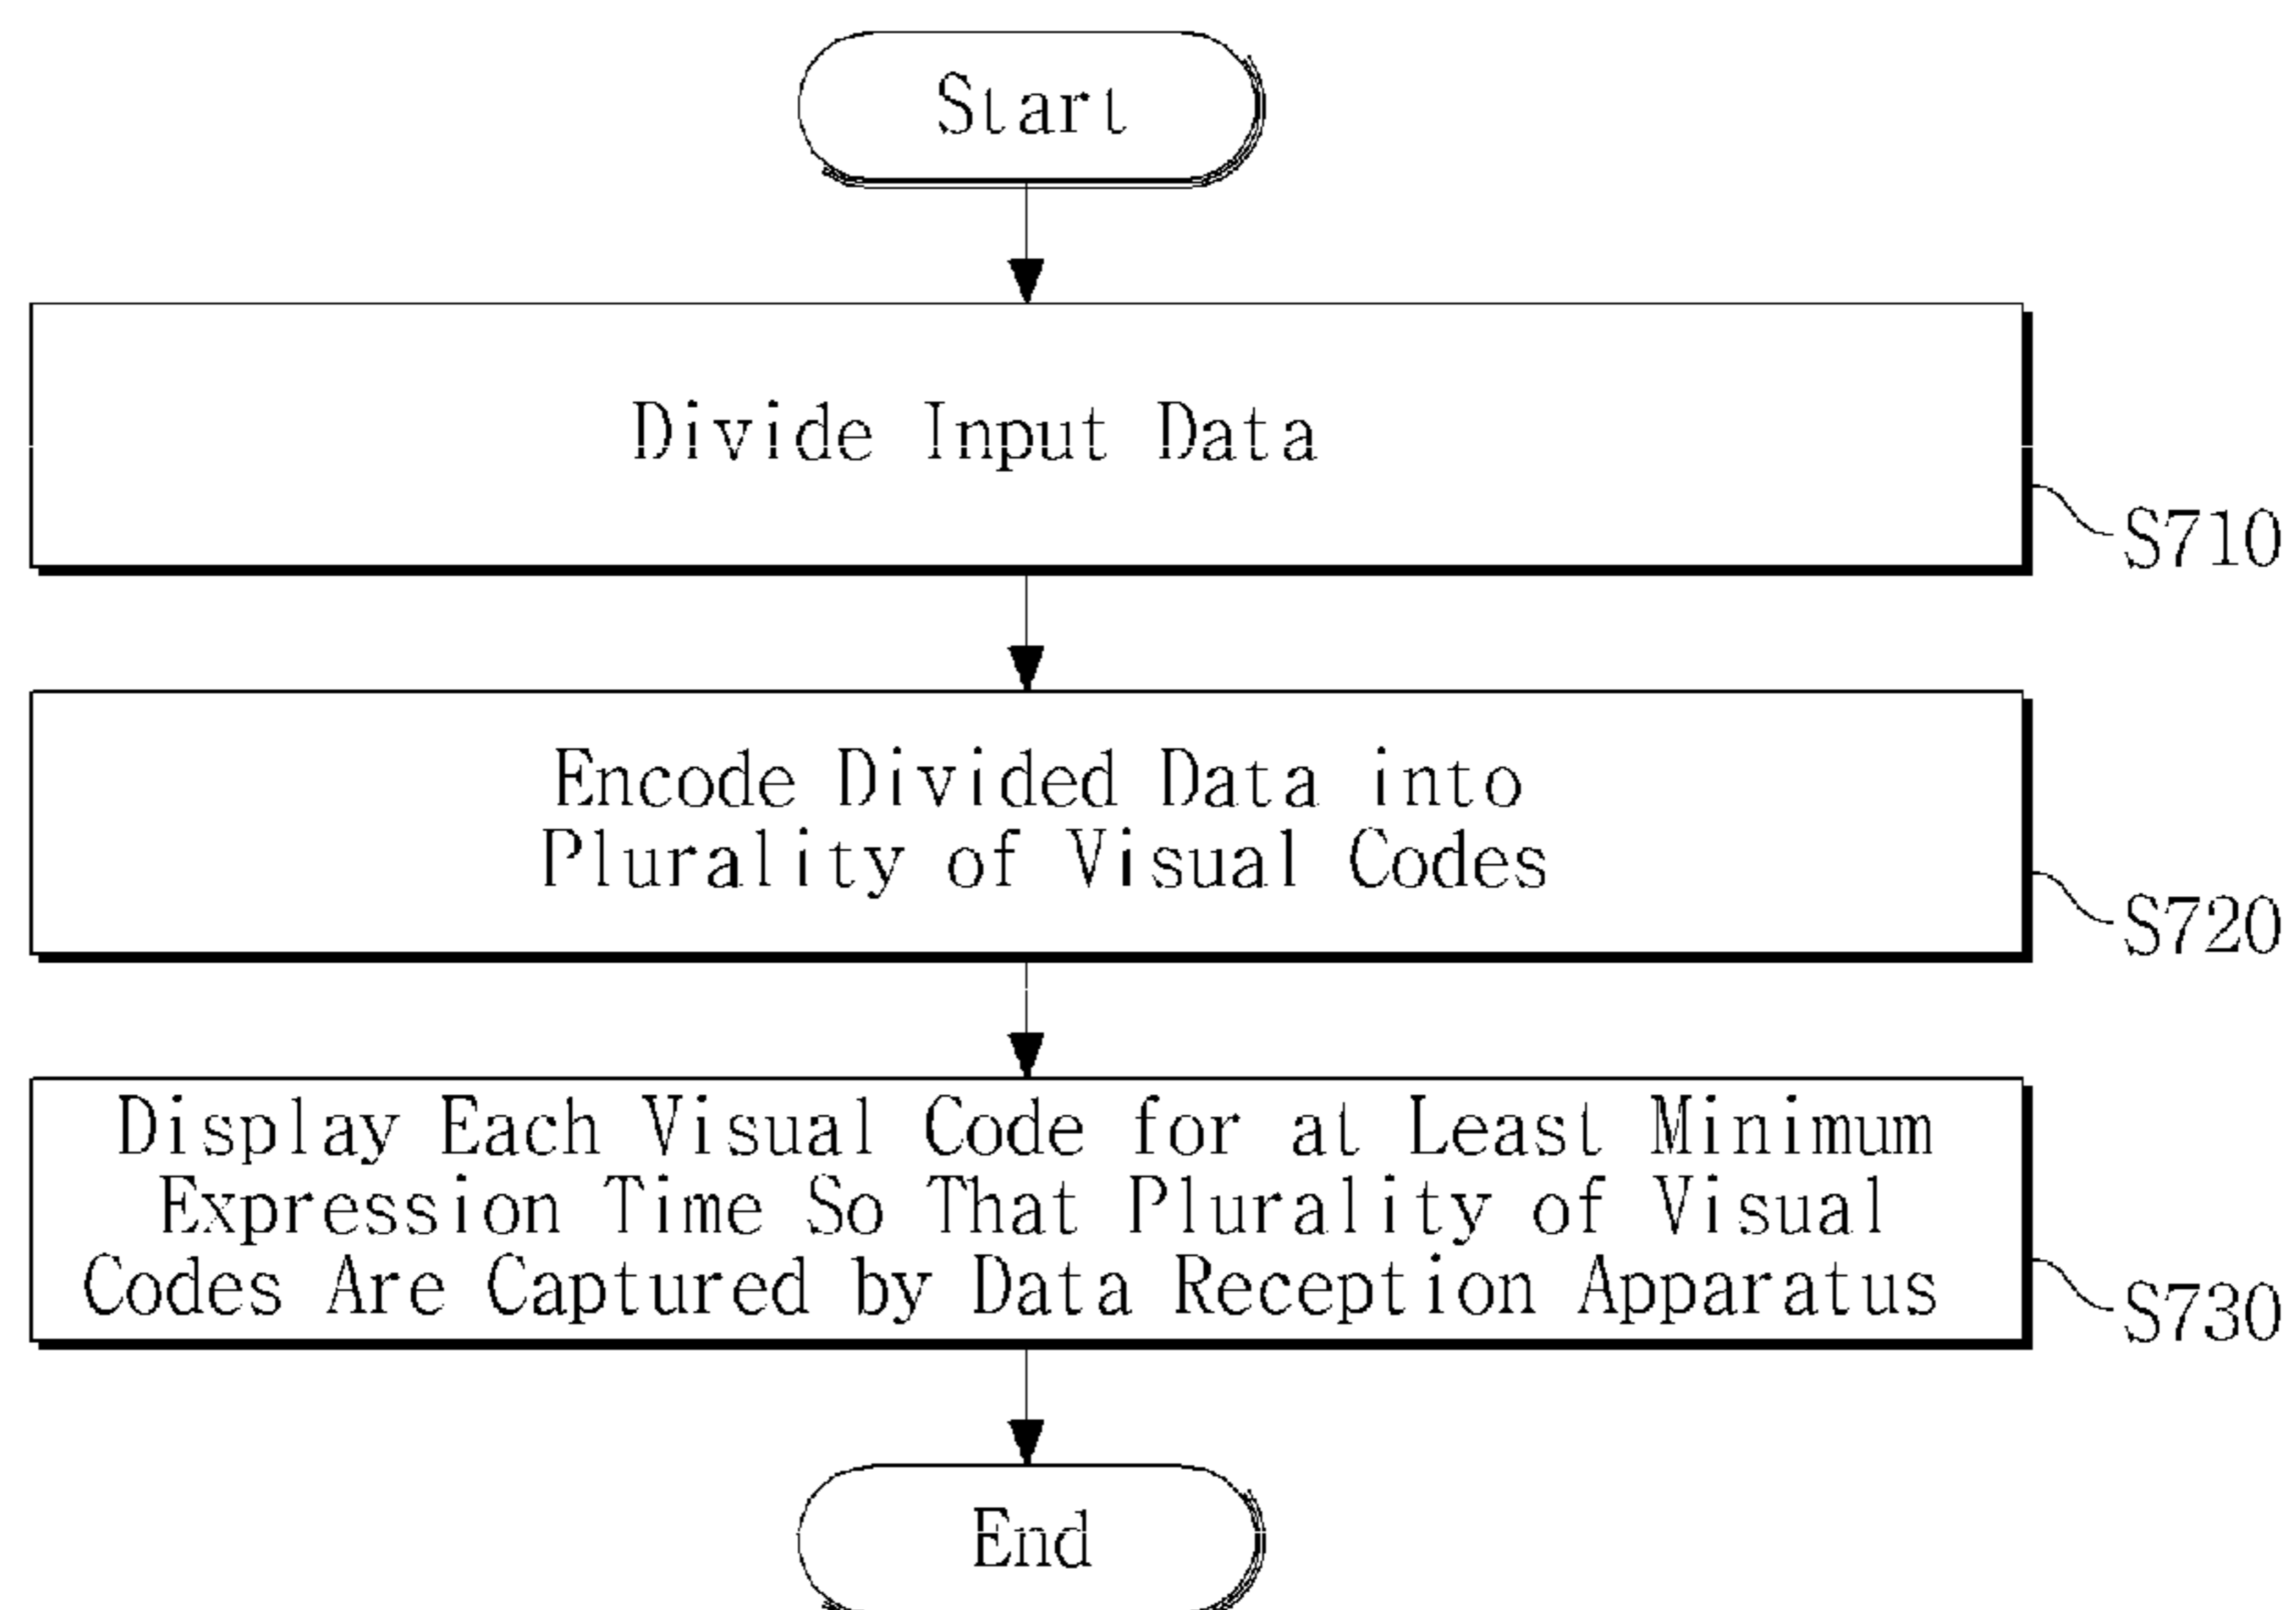 Start
Divide Input Data
S710
Encode Divided Data into
Plurality of Visual Codes
S720
Display Each Visual Code for at Least Minimum
Expression Time So That Plurality of Visual
Codes Are Captured by Data Reception Apparatus
S730
End